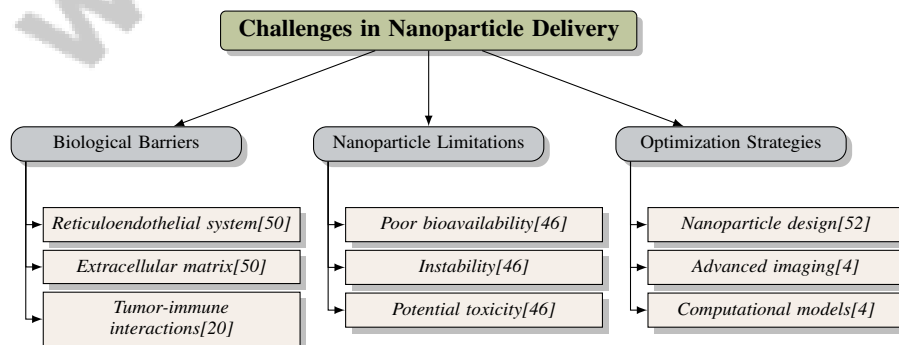 Challenges in Nanoparticle Delivery
Biological Barriers
Reticuloendothelial system[50]
Extracellular matrix[50]
Tumor-immune
interactions[20]
Nanoparticle Limitations
Poor bioavailability[46]
Instability[46]
Potential toxicity[46]
Optimization Strategies
Nanoparticle design[52]
Advanced imaging[4]
Computational models[4]